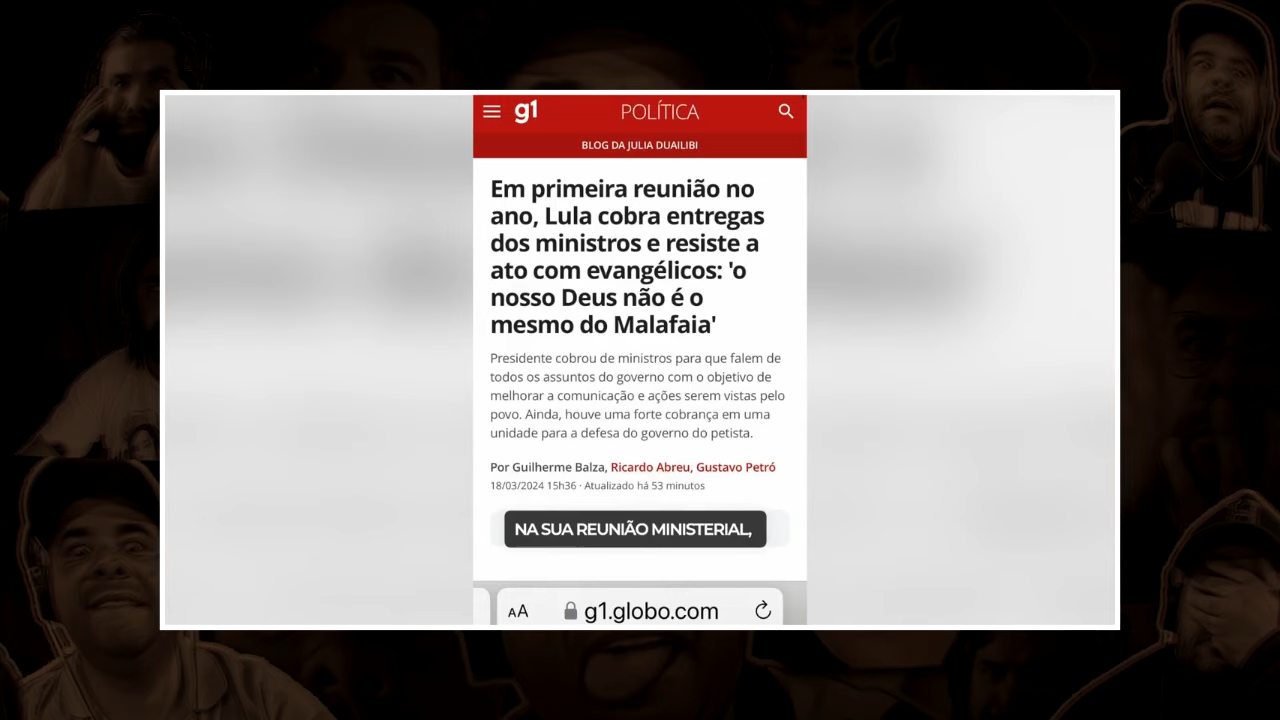 g1 POLÍTICA
BLOG DA JULIA DUAILIBI
Em primeira reunião no
ano, Lula cobra entregas
dos ministros e resiste a
ato com evangélicos: 'o
nosso Deus não é o
mesmo do Malafaia'
Presidente cobrou de ministros para que falem de
todos os assuntos do governo com o objetivo de
melhorar a comunicação e ações serem vistas pelo
povo. Ainda, houve uma forte cobrança em uma
unidade para a defesa do governo do petista.
Por Guilherme Balza, Ricardo Abreu, Gustavo Petró
18/03/2024 15h36 · Atualizado há 53 minutos
NA SUA REUNIÃO MINISTERIAL,
AA g1.globo.com